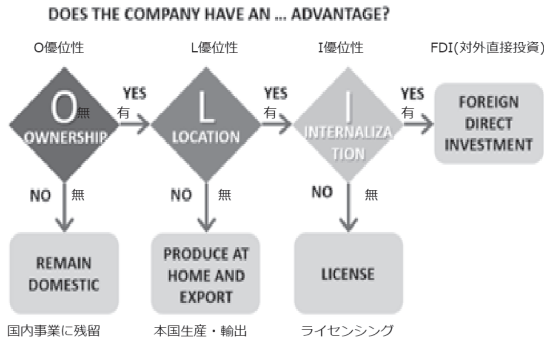 DOES THE COMPANY HAVE AN ... ADVANTAGE?
O優位性
L優位性
I優位性
FDI(対外直接投資)
O
無
OWNERSHIP
YES
有
L
LOCATION
YES
有
I
INTERNALIZA
TION
YES
有
FOREIGN
DIRECT
INVESTMENT
NO
無
NO
無
NO
無
REMAIN
DOMESTIC
PRODUCE AT
HOME AND
EXPORT
LICENSE
国内事業に残留
本国生産・輸出
ライセンシング